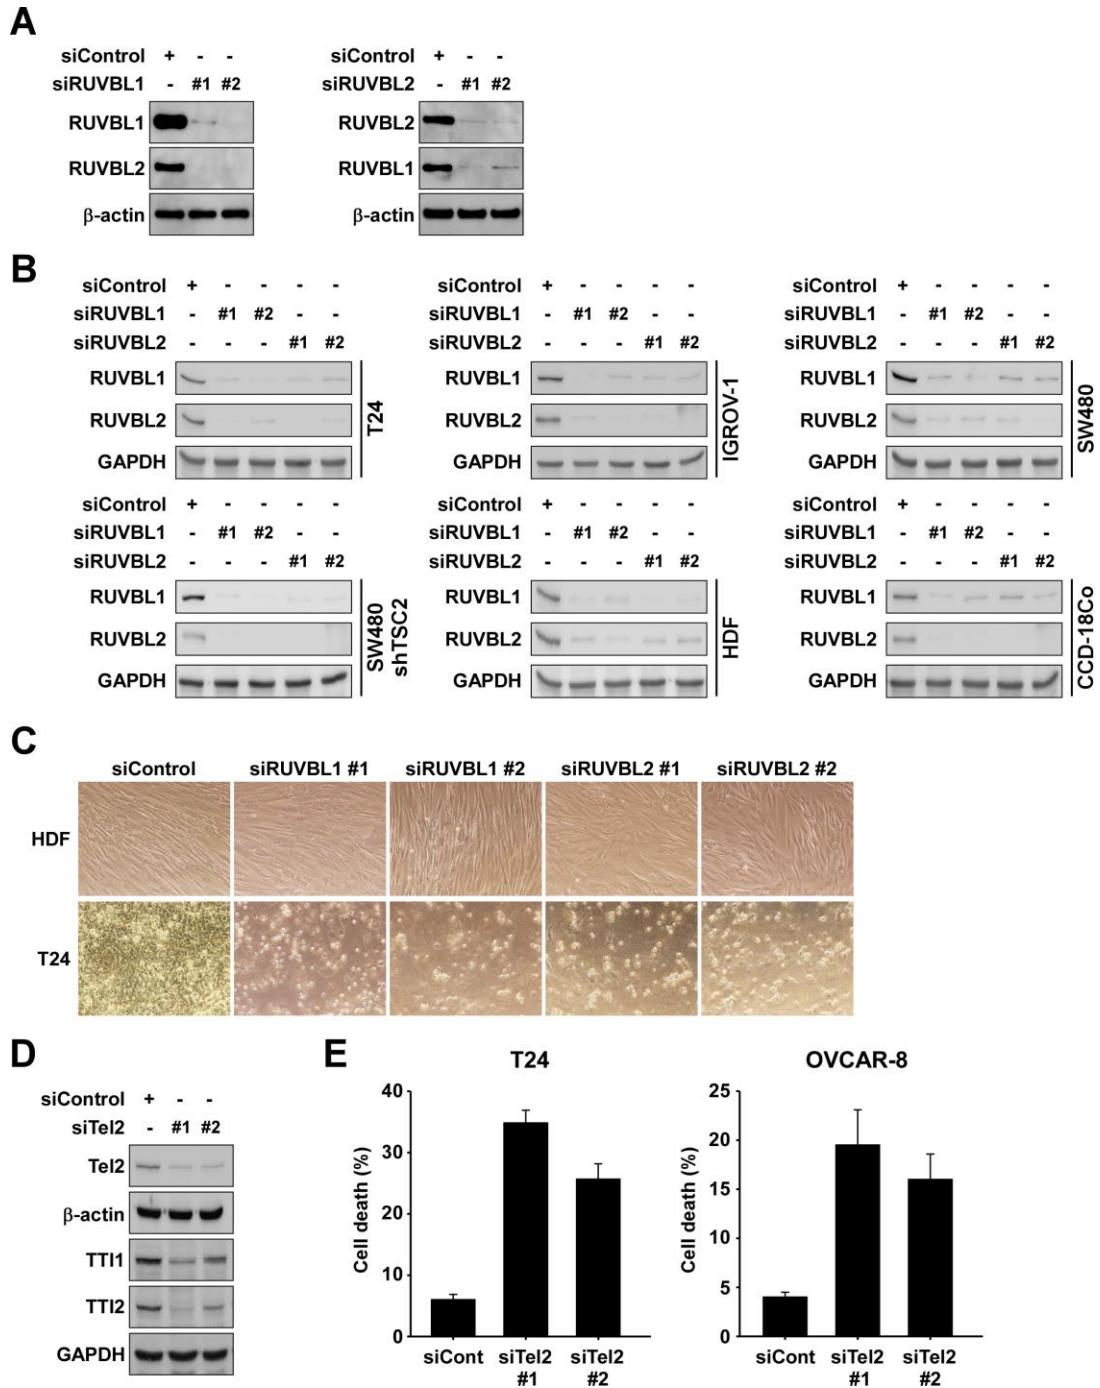 A
siControl + - -
siRUVBL1 - #1 #2
RUVBL1
RUVBL2
β-actin
siControl + - -
siRUVBL2 - #1 #2
RUVBL2
RUVBL1
β-actin
B
siControl + - - - -
siRUVBL1 - #1 #2 - -
siRUVBL2 - - - #1 #2
RUVBL1
RUVBL2
GAPDH
T24
siControl + - - - -
siRUVBL1 - #1 #2 - -
siRUVBL2 - - - #1 #2
RUVBL1
RUVBL2
GAPDH
IGROV-1
siControl + - - - -
siRUVBL1 - #1 #2 - -
siRUVBL2 - - - #1 #2
RUVBL1
RUVBL2
GAPDH
SW480
siControl + - - - -
siRUVBL1 - #1 #2 - -
siRUVBL2 - - - #1 #2
RUVBL1
RUVBL2
GAPDH
SW480
shTSC2
siControl + - - - -
siRUVBL1 - #1 #2 - -
siRUVBL2 - - - #1 #2
RUVBL1
RUVBL2
GAPDH
HDF
siControl + - - - -
siRUVBL1 - #1 #2 - -
siRUVBL2 - - - #1 #2
RUVBL1
RUVBL2
GAPDH
CCD-18Co
C
siControl siRUVBL1 #1 siRUVBL1 #2 siRUVBL2 #1 siRUVBL2 #2
HDF
T24
D
siControl + - -
siTel2 - #1 #2
Tel2
β-actin
TTI1
TTI2
GAPDH
E
T24
Cell death (%)
40
30
20
10
0
siCont siTel2 siTel2
#1 #2
OVCAR-8
Cell death (%)
25
20
15
10
5
0
siCont siTel2 siTel2
#1 #2